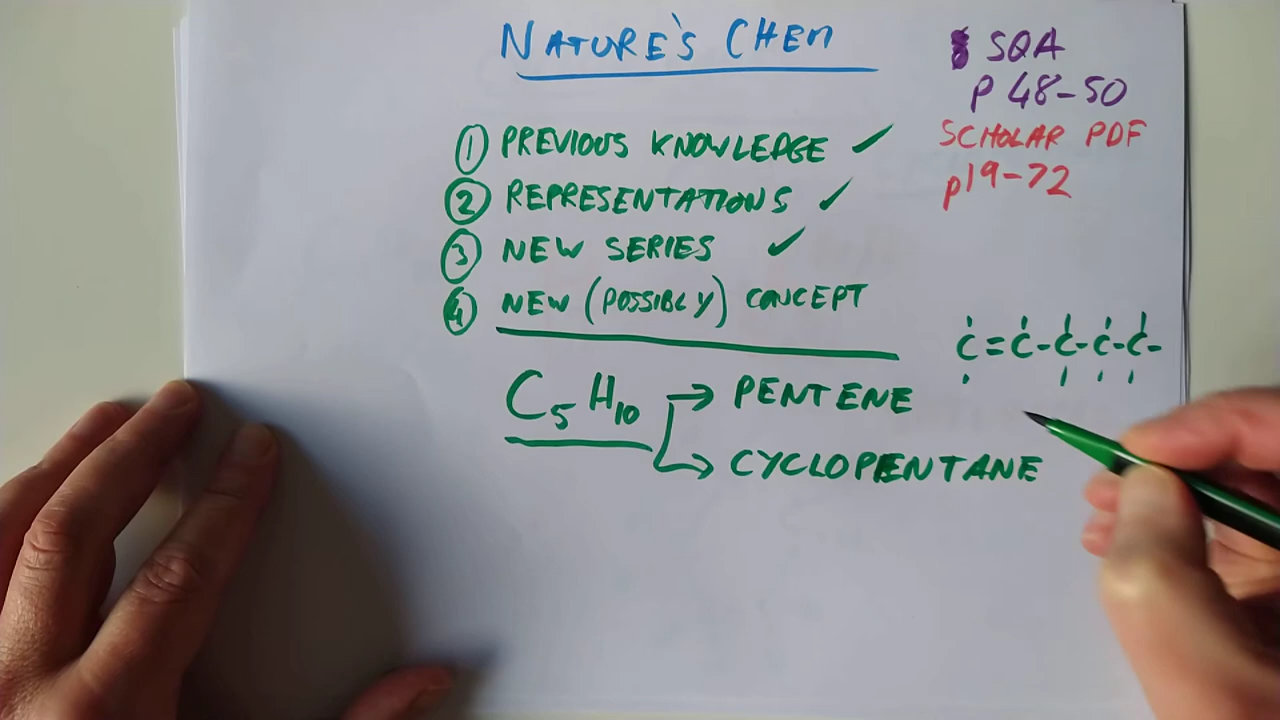 NATURE'S CHEM
SQA
P 48-50
SCHOLAR PDF
p19-72
① PREVIOUS KNOWLEDGE ✓
② REPRESENTATIONS ✓
③ NEW SERIES ✓
④ NEW (POSSIBLY) CONCEPT
C=C-C-C-C-
C₅H₁₀ → PENTENE
→ CYCLOPENTANE